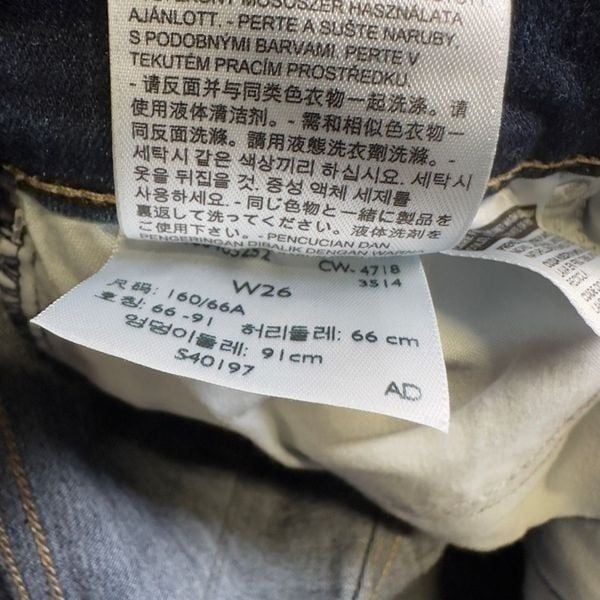 MOSÓSZER HASZNÁLATA
AJÁNLOTT. - PERTE A SUŠTE NARUBY,
S PODOBNÝMI BARVAMI. PERTE V
TEKUTÉM PRACÍM PROSTŘEDKU.
- 请反面并与同类色衣物一起洗涤。请
使用液体清洁剂。- 需和相似色衣物一
同反面洗滌。請用液態洗衣劑洗滌。-
세탁시 같은 색상끼리 하십시요. 세탁시
옷을 뒤집을 것. 중성 액체 세제를
사용하세요. - 同じ色物と一緒に製品を
裏返して洗ってください。液体洗剤を
ご使用下さい。- PENCUCIAN DAN
PENGERINGAN DIBALIK DENGAN WARNA
CW- 4718
3514
W26
尺码: 160/66A
호칭: 66 -91 허리둘레: 66 cm
엉덩이둘레: 91cm
S40197
AD